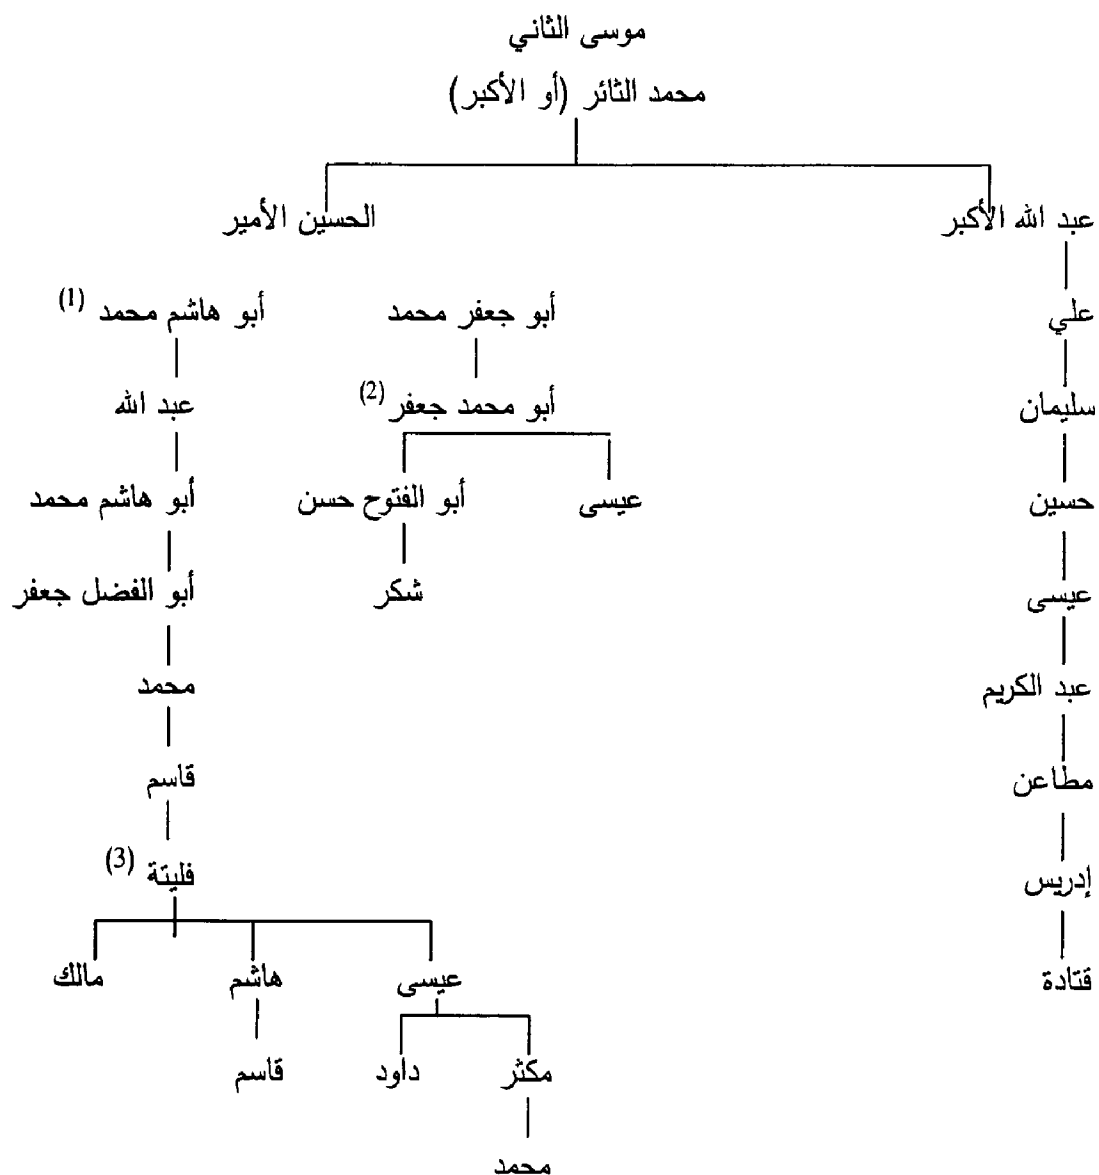 موسى الثاني
محمد الثائر (أو الأكبر)
عبد الله الأكبر
الحسين الأمير
علي
أبو جعفر محمد
أبو هاشم محمد (1)
سليمان
أبو محمد جعفر (2)
عبد الله
حسين
عيسى
أبو الفتوح حسن
أبو هاشم محمد
عيسى
شكر
أبو الفضل جعفر
عبد الكريم
محمد
مطاعن
قاسم
إدريس
فليتة (3)
قتادة
عيسى
هاشم
مالك
مكثر
داود
قاسم
محمد